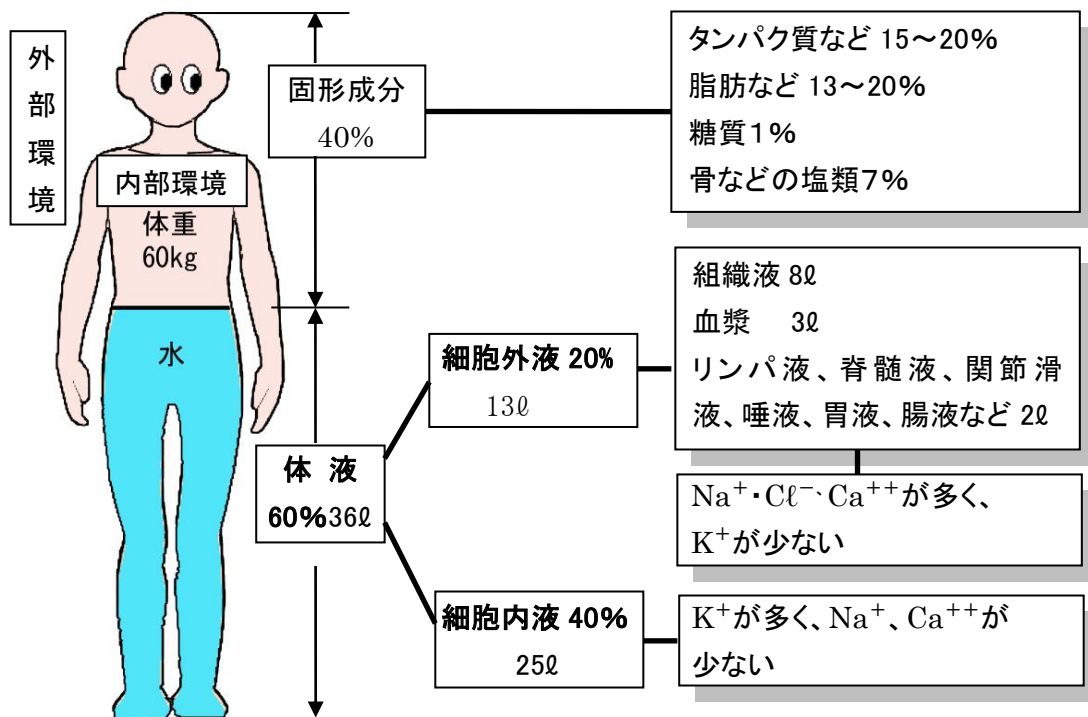 外部環境
内部環境
体重
60kg
水
固形成分
40%
タンパク質など 15～20%
脂肪など 13～20%
糖質1%
骨などの塩類7%
体 液
60%36ℓ
細胞外液 20%
13ℓ
組織液 8ℓ
血漿 3ℓ
リンパ液、脊髄液、関節滑
液、唾液、胃液、腸液など 2ℓ
Na⁺・Cℓ⁻、Ca⁺⁺が多く、
K⁺が少ない
細胞内液 40%
25ℓ
K⁺が多く、Na⁺、Ca⁺⁺が
少ない